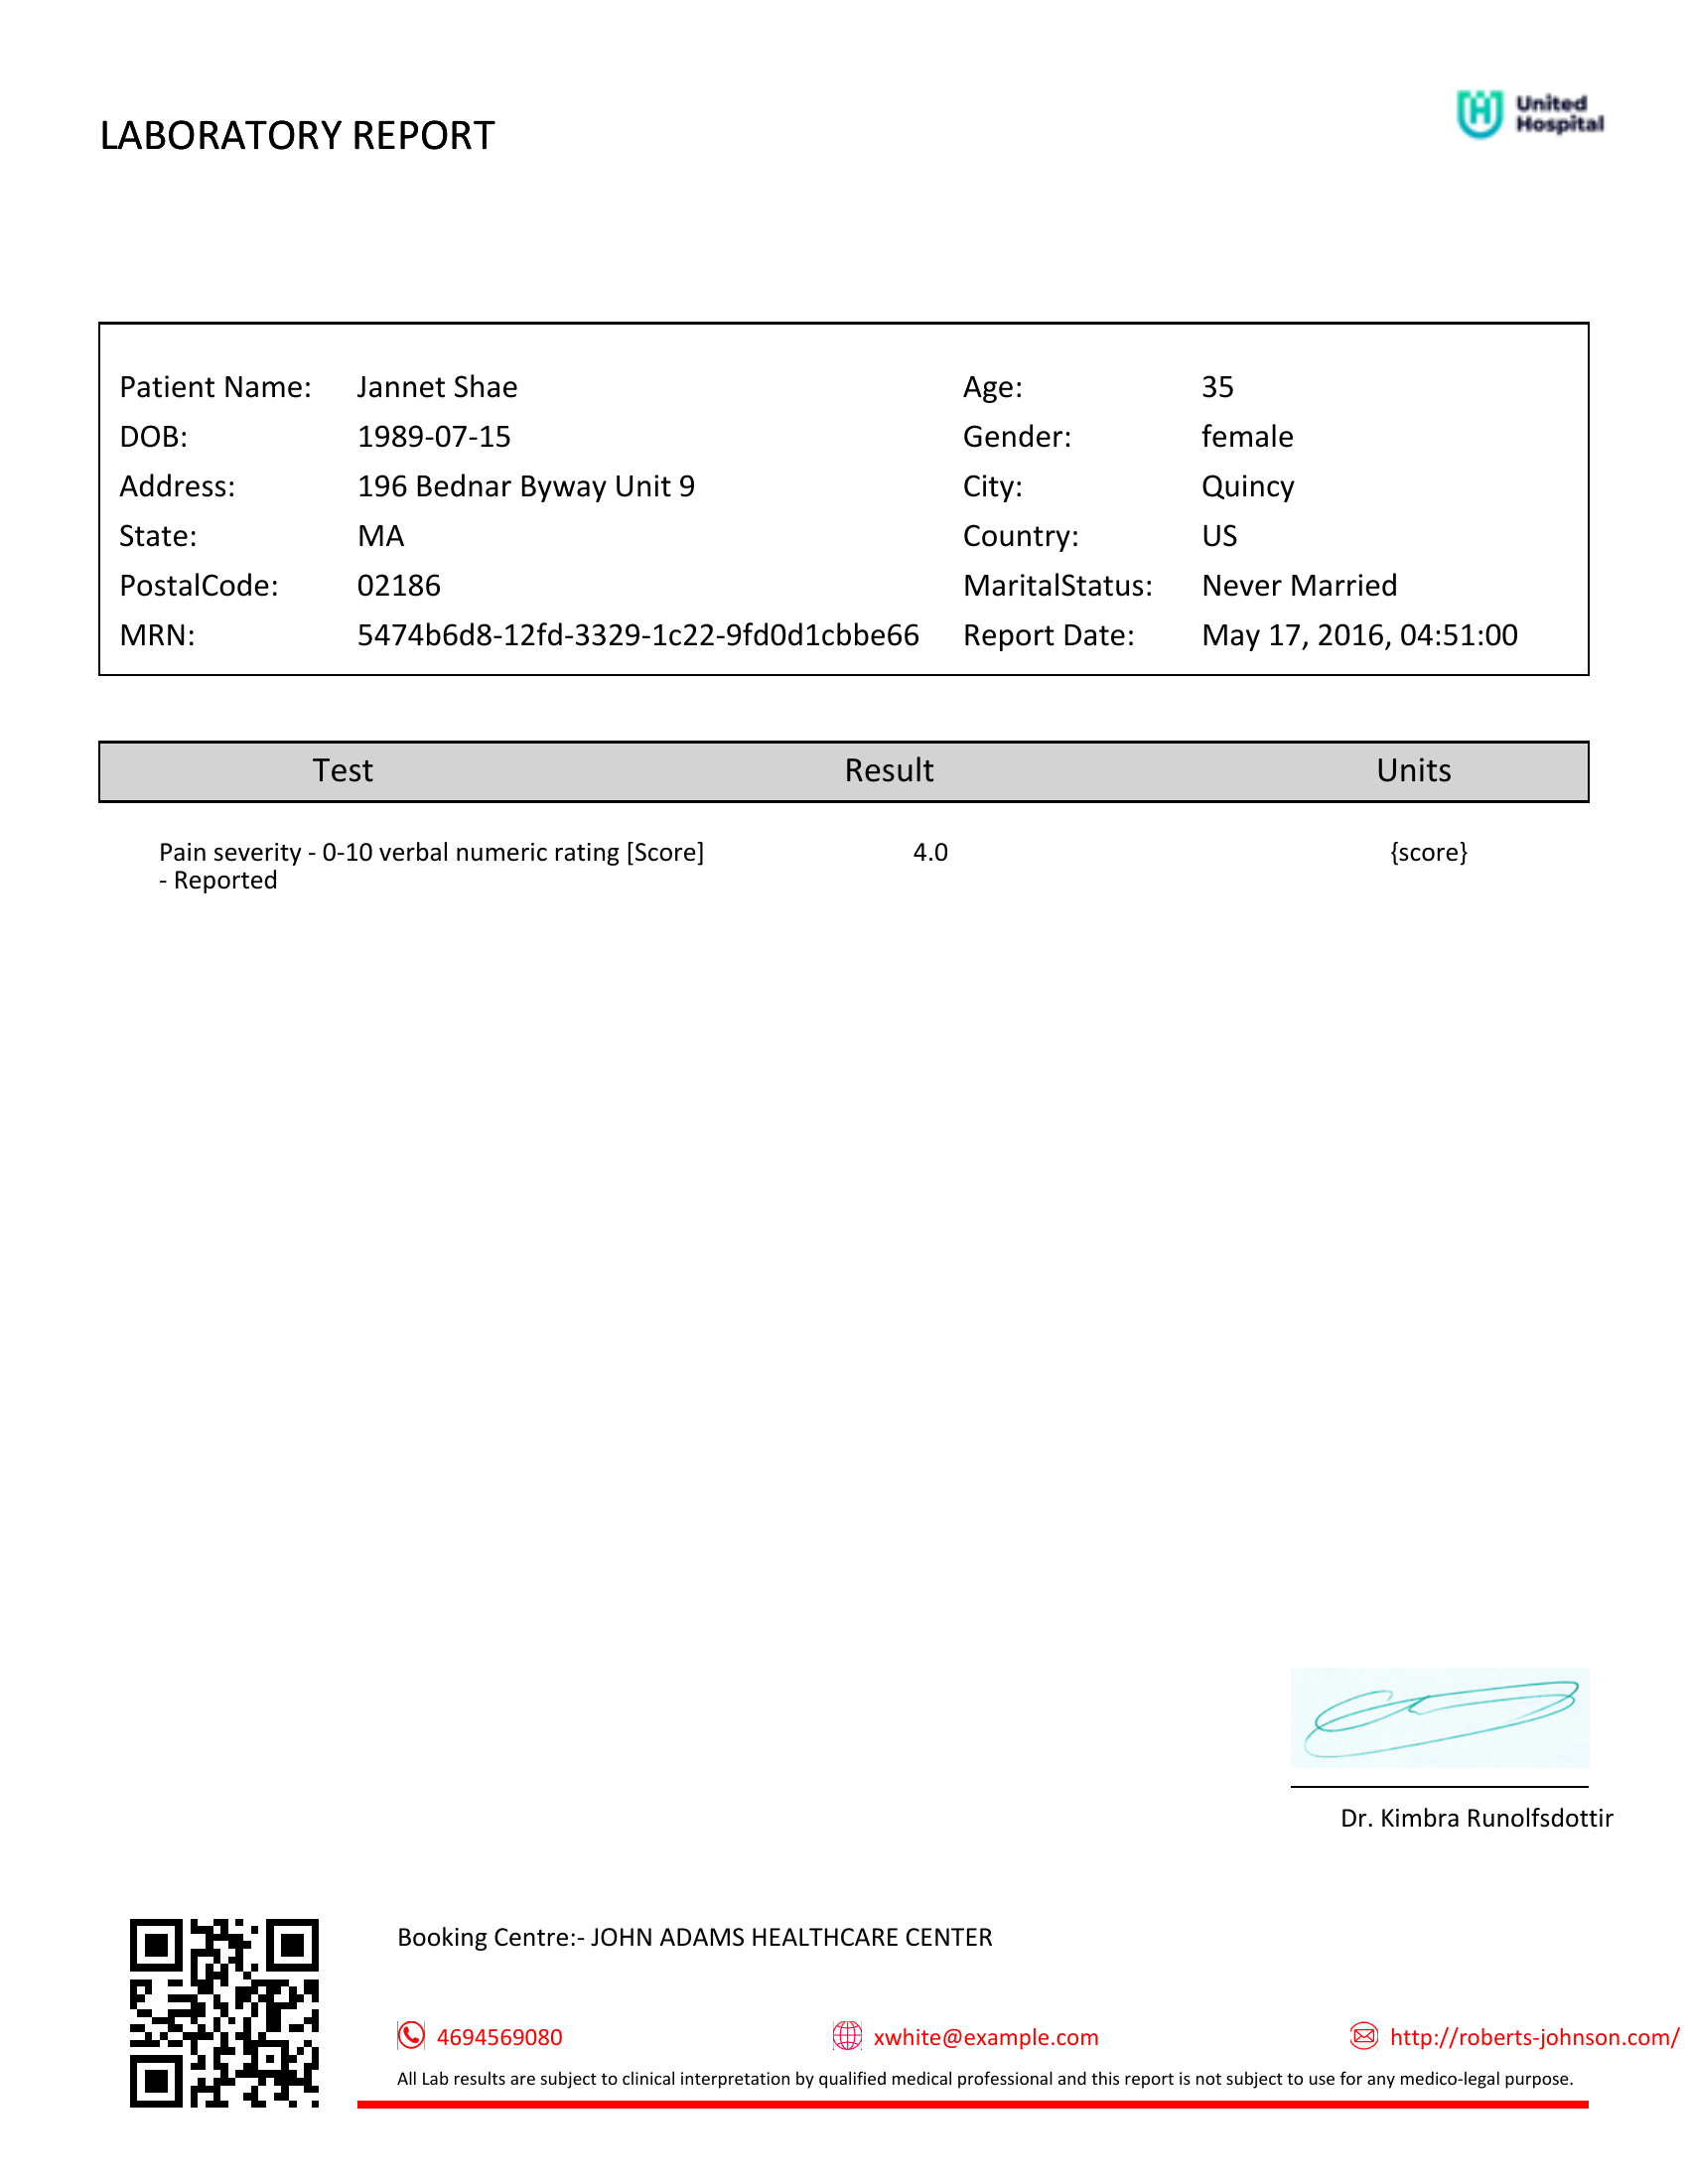 LABORATORY REPORT
United
Hospital
Patient Name: Jannet Shae Age: 35
DOB: 1989-07-15 Gender: female
Address: 196 Bednar Byway Unit 9 City: Quincy
State: MA Country: US
PostalCode: 02186 MaritalStatus: Never Married
MRN: 5474b6d8-12fd-3329-1c22-9fd0d1cbbe66 Report Date: May 17, 2016, 04:51:00
Test Result Units
Pain severity - 0-10 verbal numeric rating [Score] 4.0 {score}
- Reported
Dr. Kimbra Runolfsdottir
Booking Centre:- JOHN ADAMS HEALTHCARE CENTER
4694569080 xwhite@example.com http://roberts-johnson.com/
All Lab results are subject to clinical interpretation by qualified medical professional and this report is not subject to use for any medico-legal purpose.